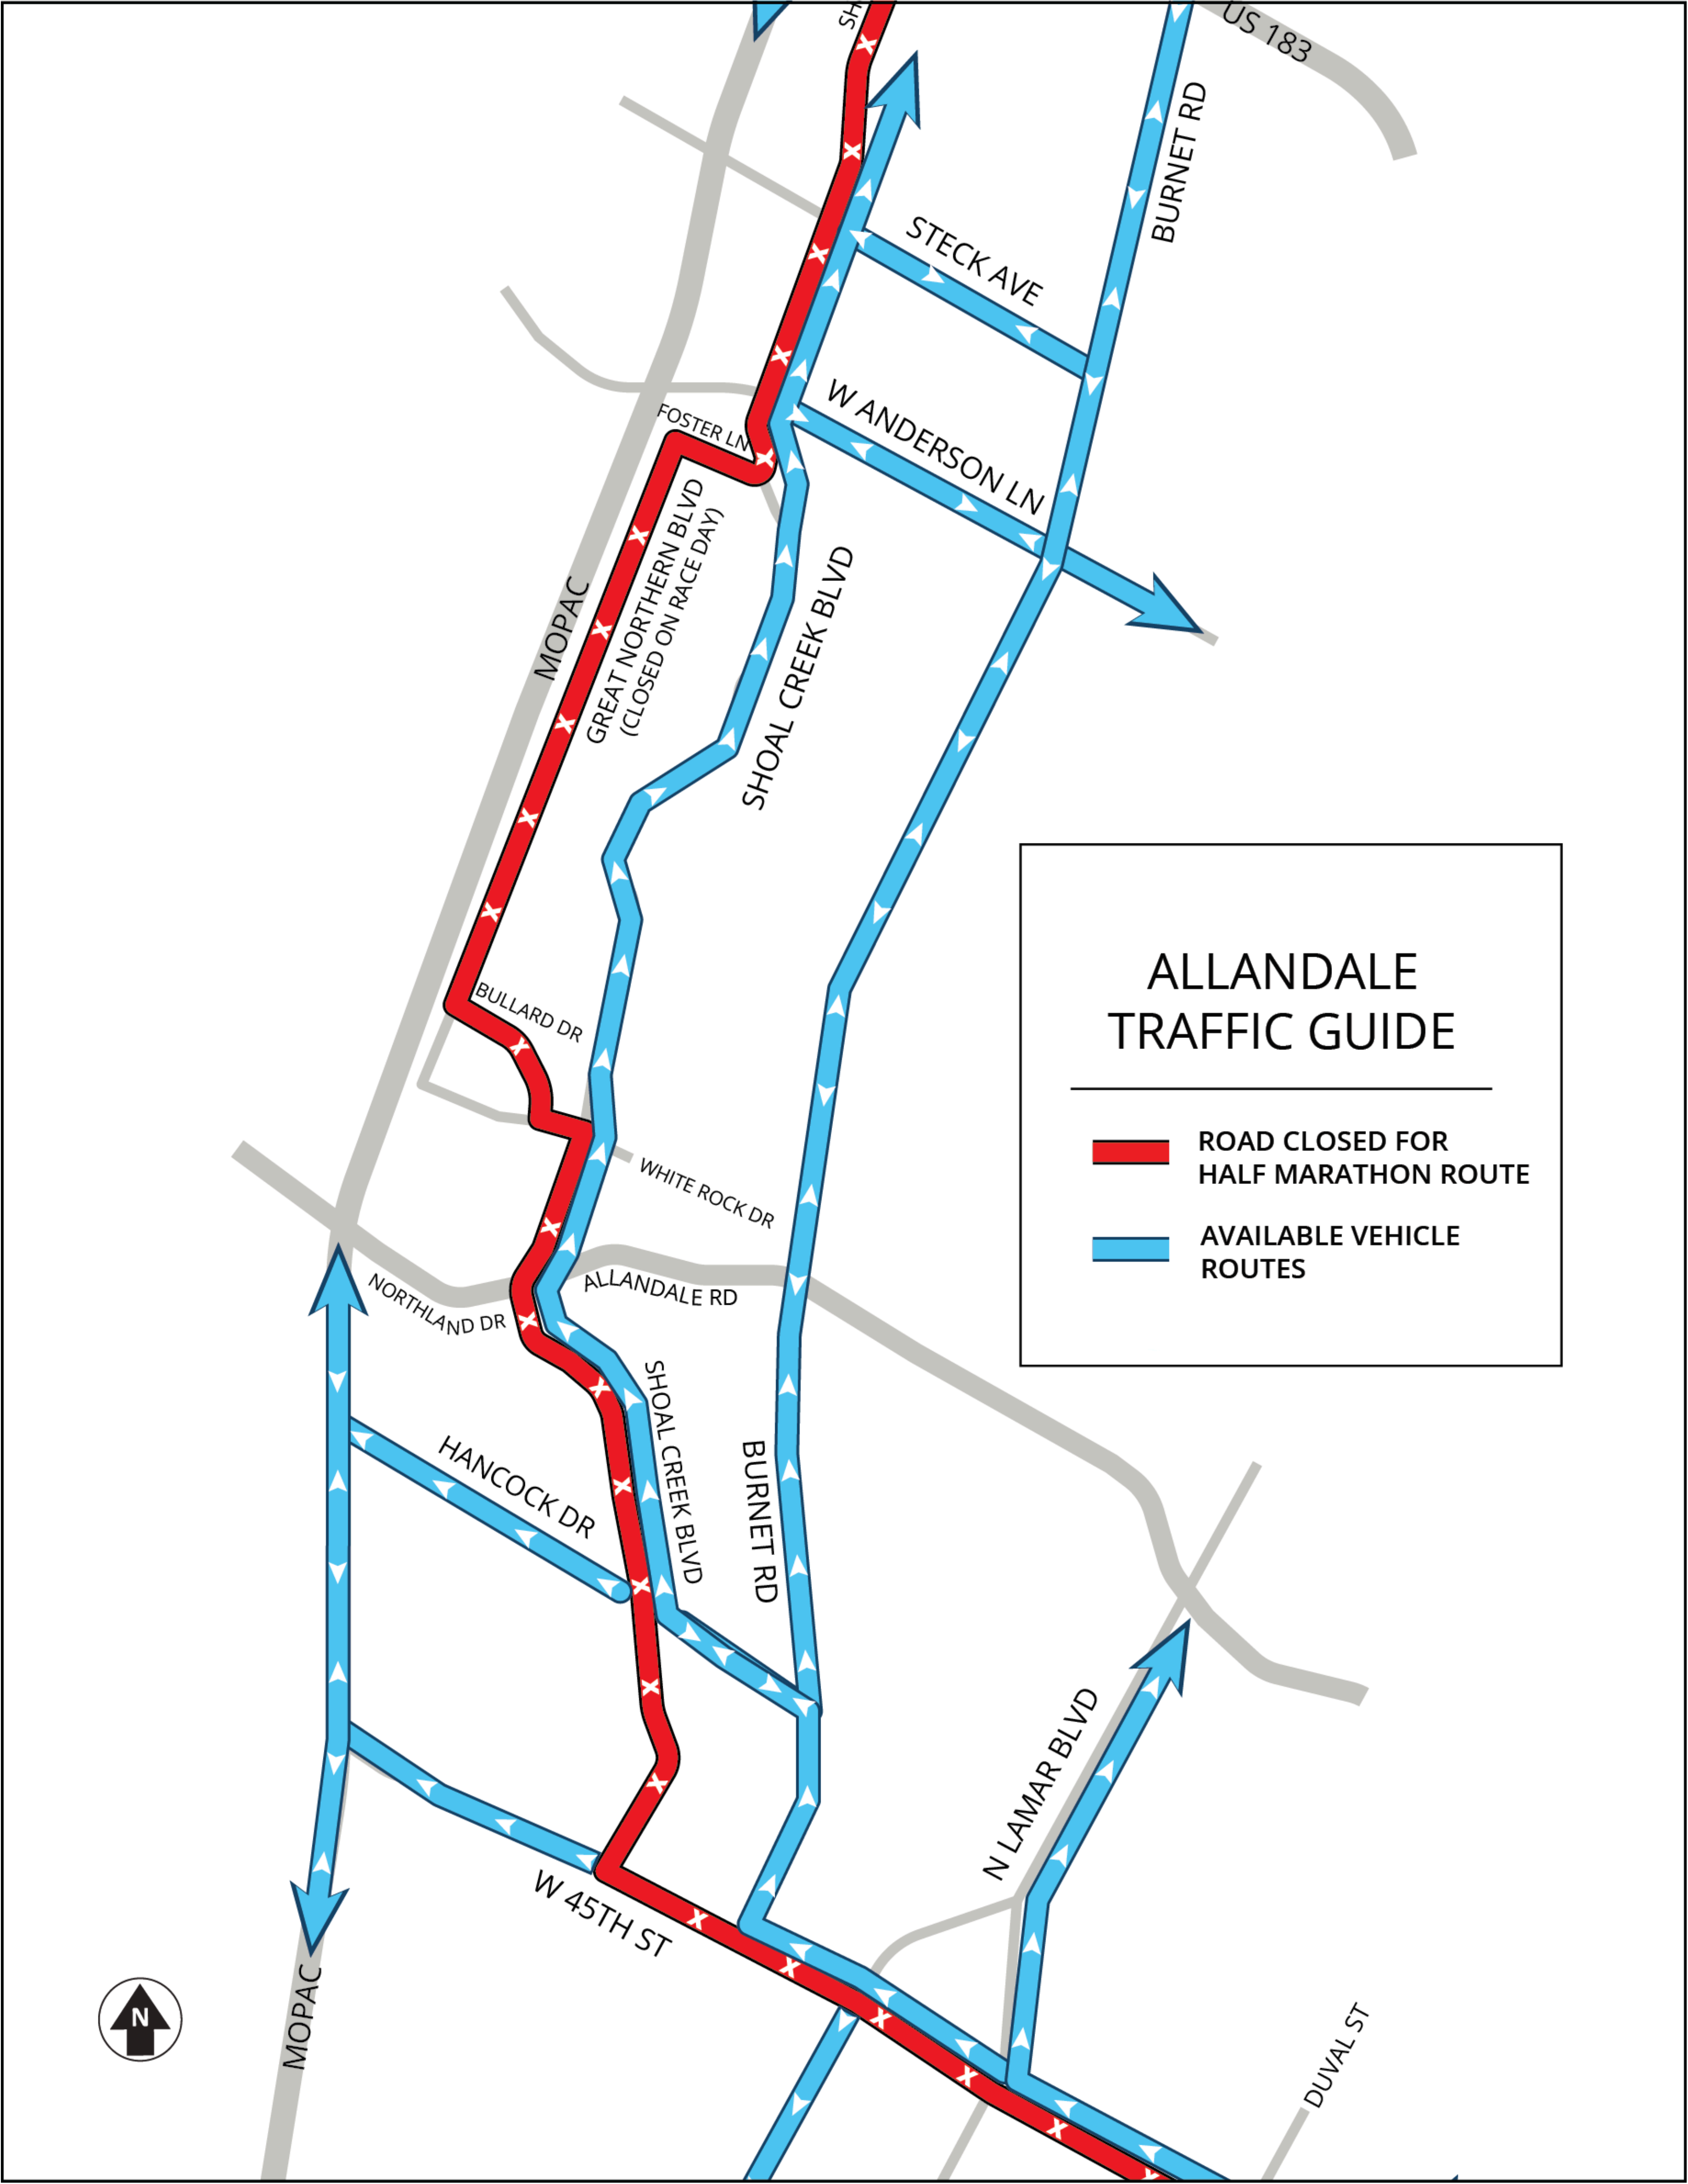 SH
US 183
BURNET RD
STECK AVE
W ANDERSON LN
FOSTER LN
GREAT NORTHERN BLVD
(CLOSED ON RACE DAY)
MOPAC
SHOAL CREEK BLVD
ALLANDALE
TRAFFIC GUIDE
ROAD CLOSED FOR
HALF MARATHON ROUTE
AVAILABLE VEHICLE
ROUTES
BULLARD DR
WHITE ROCK DR
NORTHLAND DR
ALLANDALE RD
SHOAL CREEK BLVD
HANCOCK DR
BURNET RD
N LAMAR BLVD
W 45TH ST
MOPAC
N
DUVAL ST